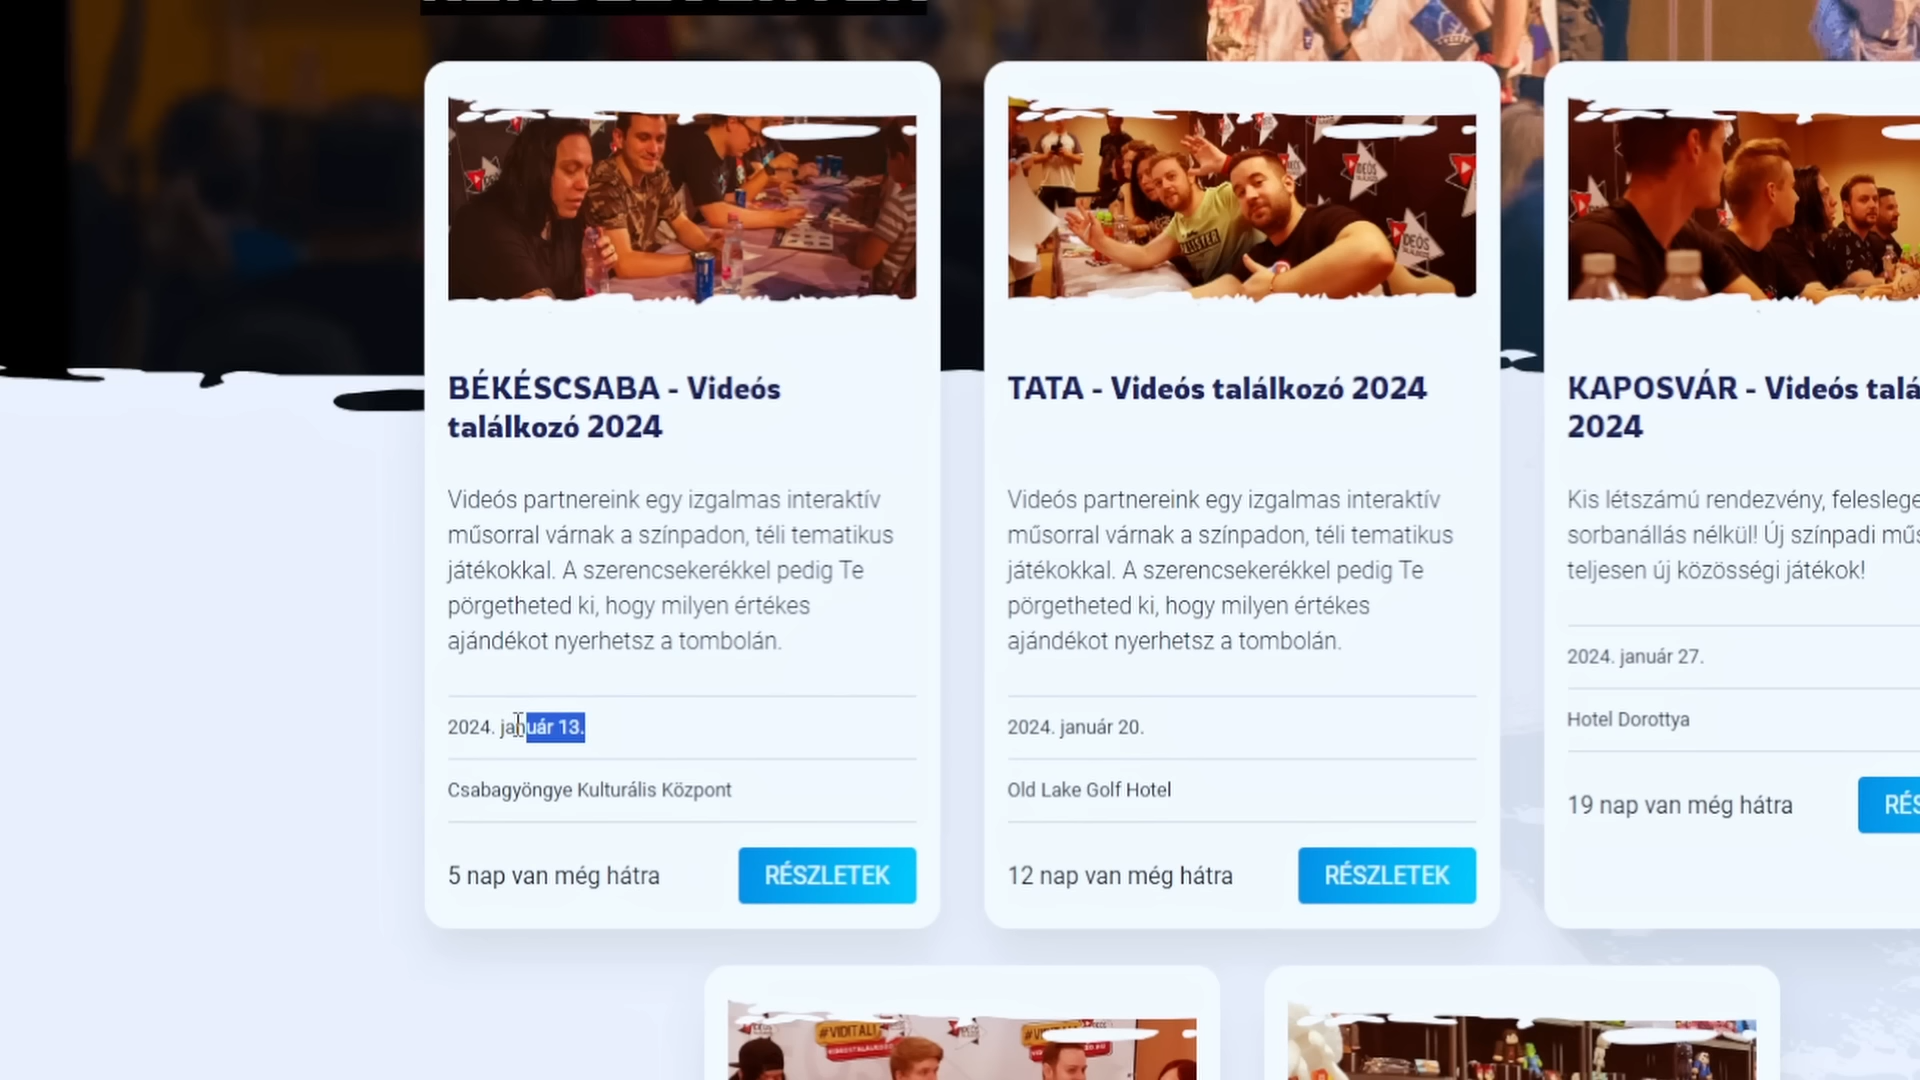 BÉKÉSCSABA - Videós
találkozó 2024
Videós partnereink egy izgalmas interaktív
műsorral várnak a színpadon, téli tematikus
játékokkal. A szerencsekerékkel pedig Te
pörgetheted ki, hogy milyen értékes
ajándékot nyerhetsz a tombolán.
2024. január 13.
Csabagyöngye Kulturális Központ
5 nap van még hátra
RÉSZLETEK
TATA - Videós találkozó 2024
Videós partnereink egy izgalmas interaktív
műsorral várnak a színpadon, téli tematikus
játékokkal. A szerencsekerékkel pedig Te
pörgetheted ki, hogy milyen értékes
ajándékot nyerhetsz a tombolán.
2024. január 20.
Old Lake Golf Hotel
12 nap van még hátra
RÉSZLETEK
KAPOSVÁR - Videós talá
2024
Kis létszámú rendezvény, feleslege
sorbanállás nélkül! Új színpadi műs
teljesen új közösségi játékok!
2024. január 27.
Hotel Dorottya
19 nap van még hátra
RÉS
#VIDITALI
#VIDITALI